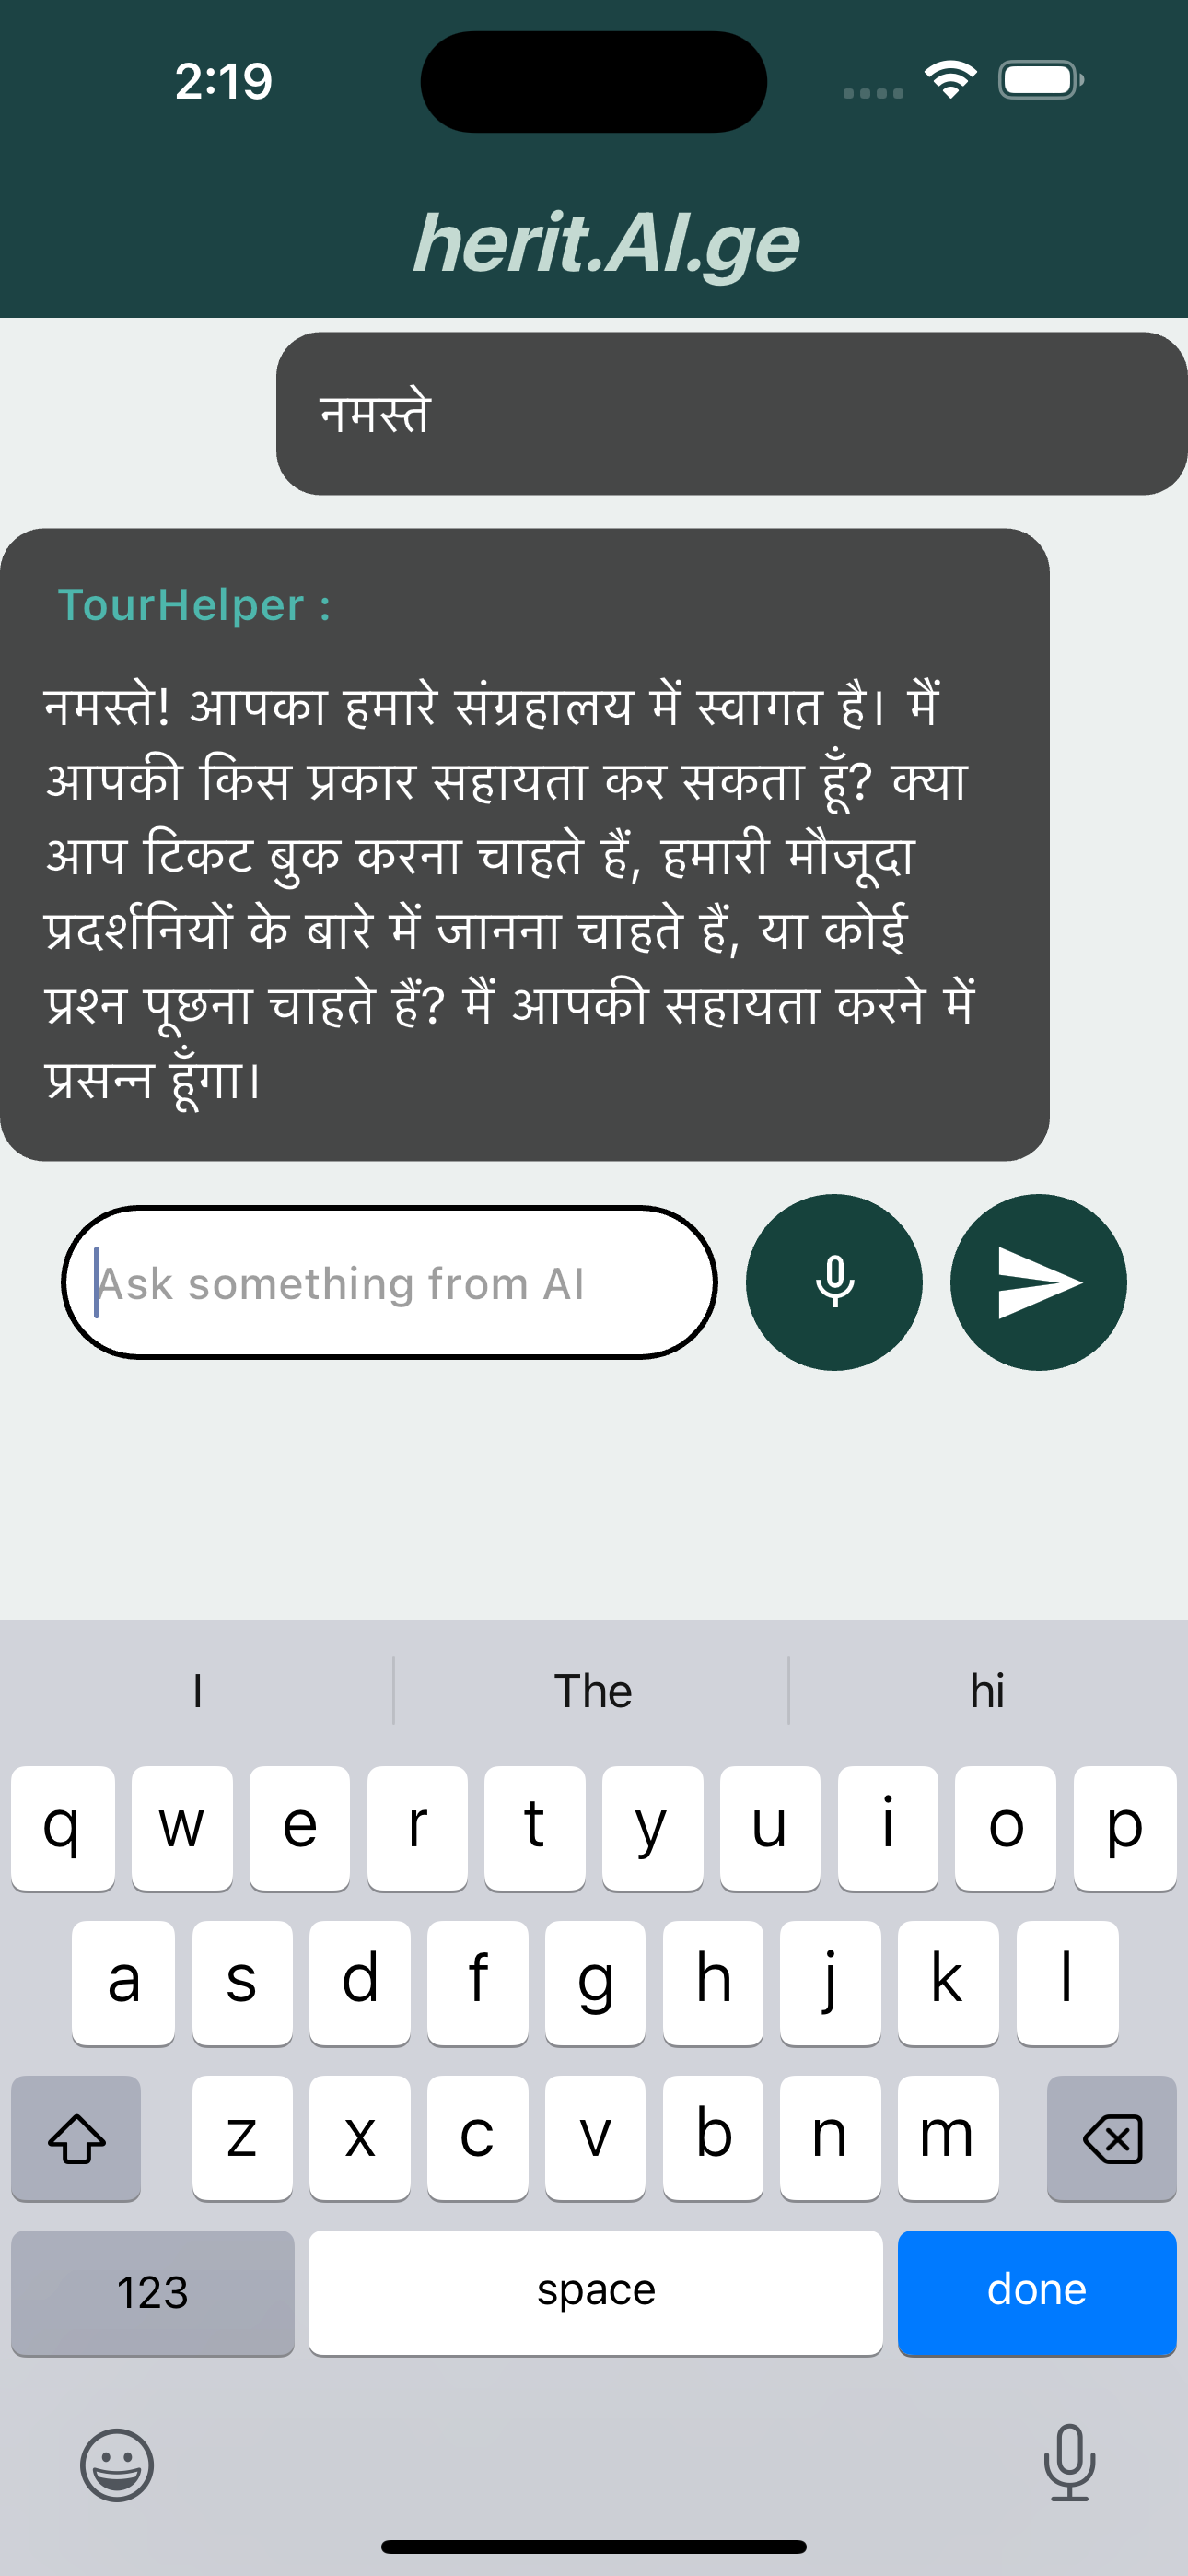 2:19
herit.AI.ge
नमस्ते
TourHelper :
नमस्ते! आपका हमारे संग्रहालय में स्वागत है। मैं
आपकी किस प्रकार सहायता कर सकता हूँ? क्या
आप टिकट बुक करना चाहते हैं, हमारी मौजूदा
प्रदर्शनियों के बारे में जानना चाहते हैं, या कोई
प्रश्न पूछना चाहते हैं? मैं आपकी सहायता करने में
प्रसन्न हूँगा।
Ask something from AI
I The hi
q w e r t y u i o p
a s d f g h j k l
z x c v b n m
123 space done